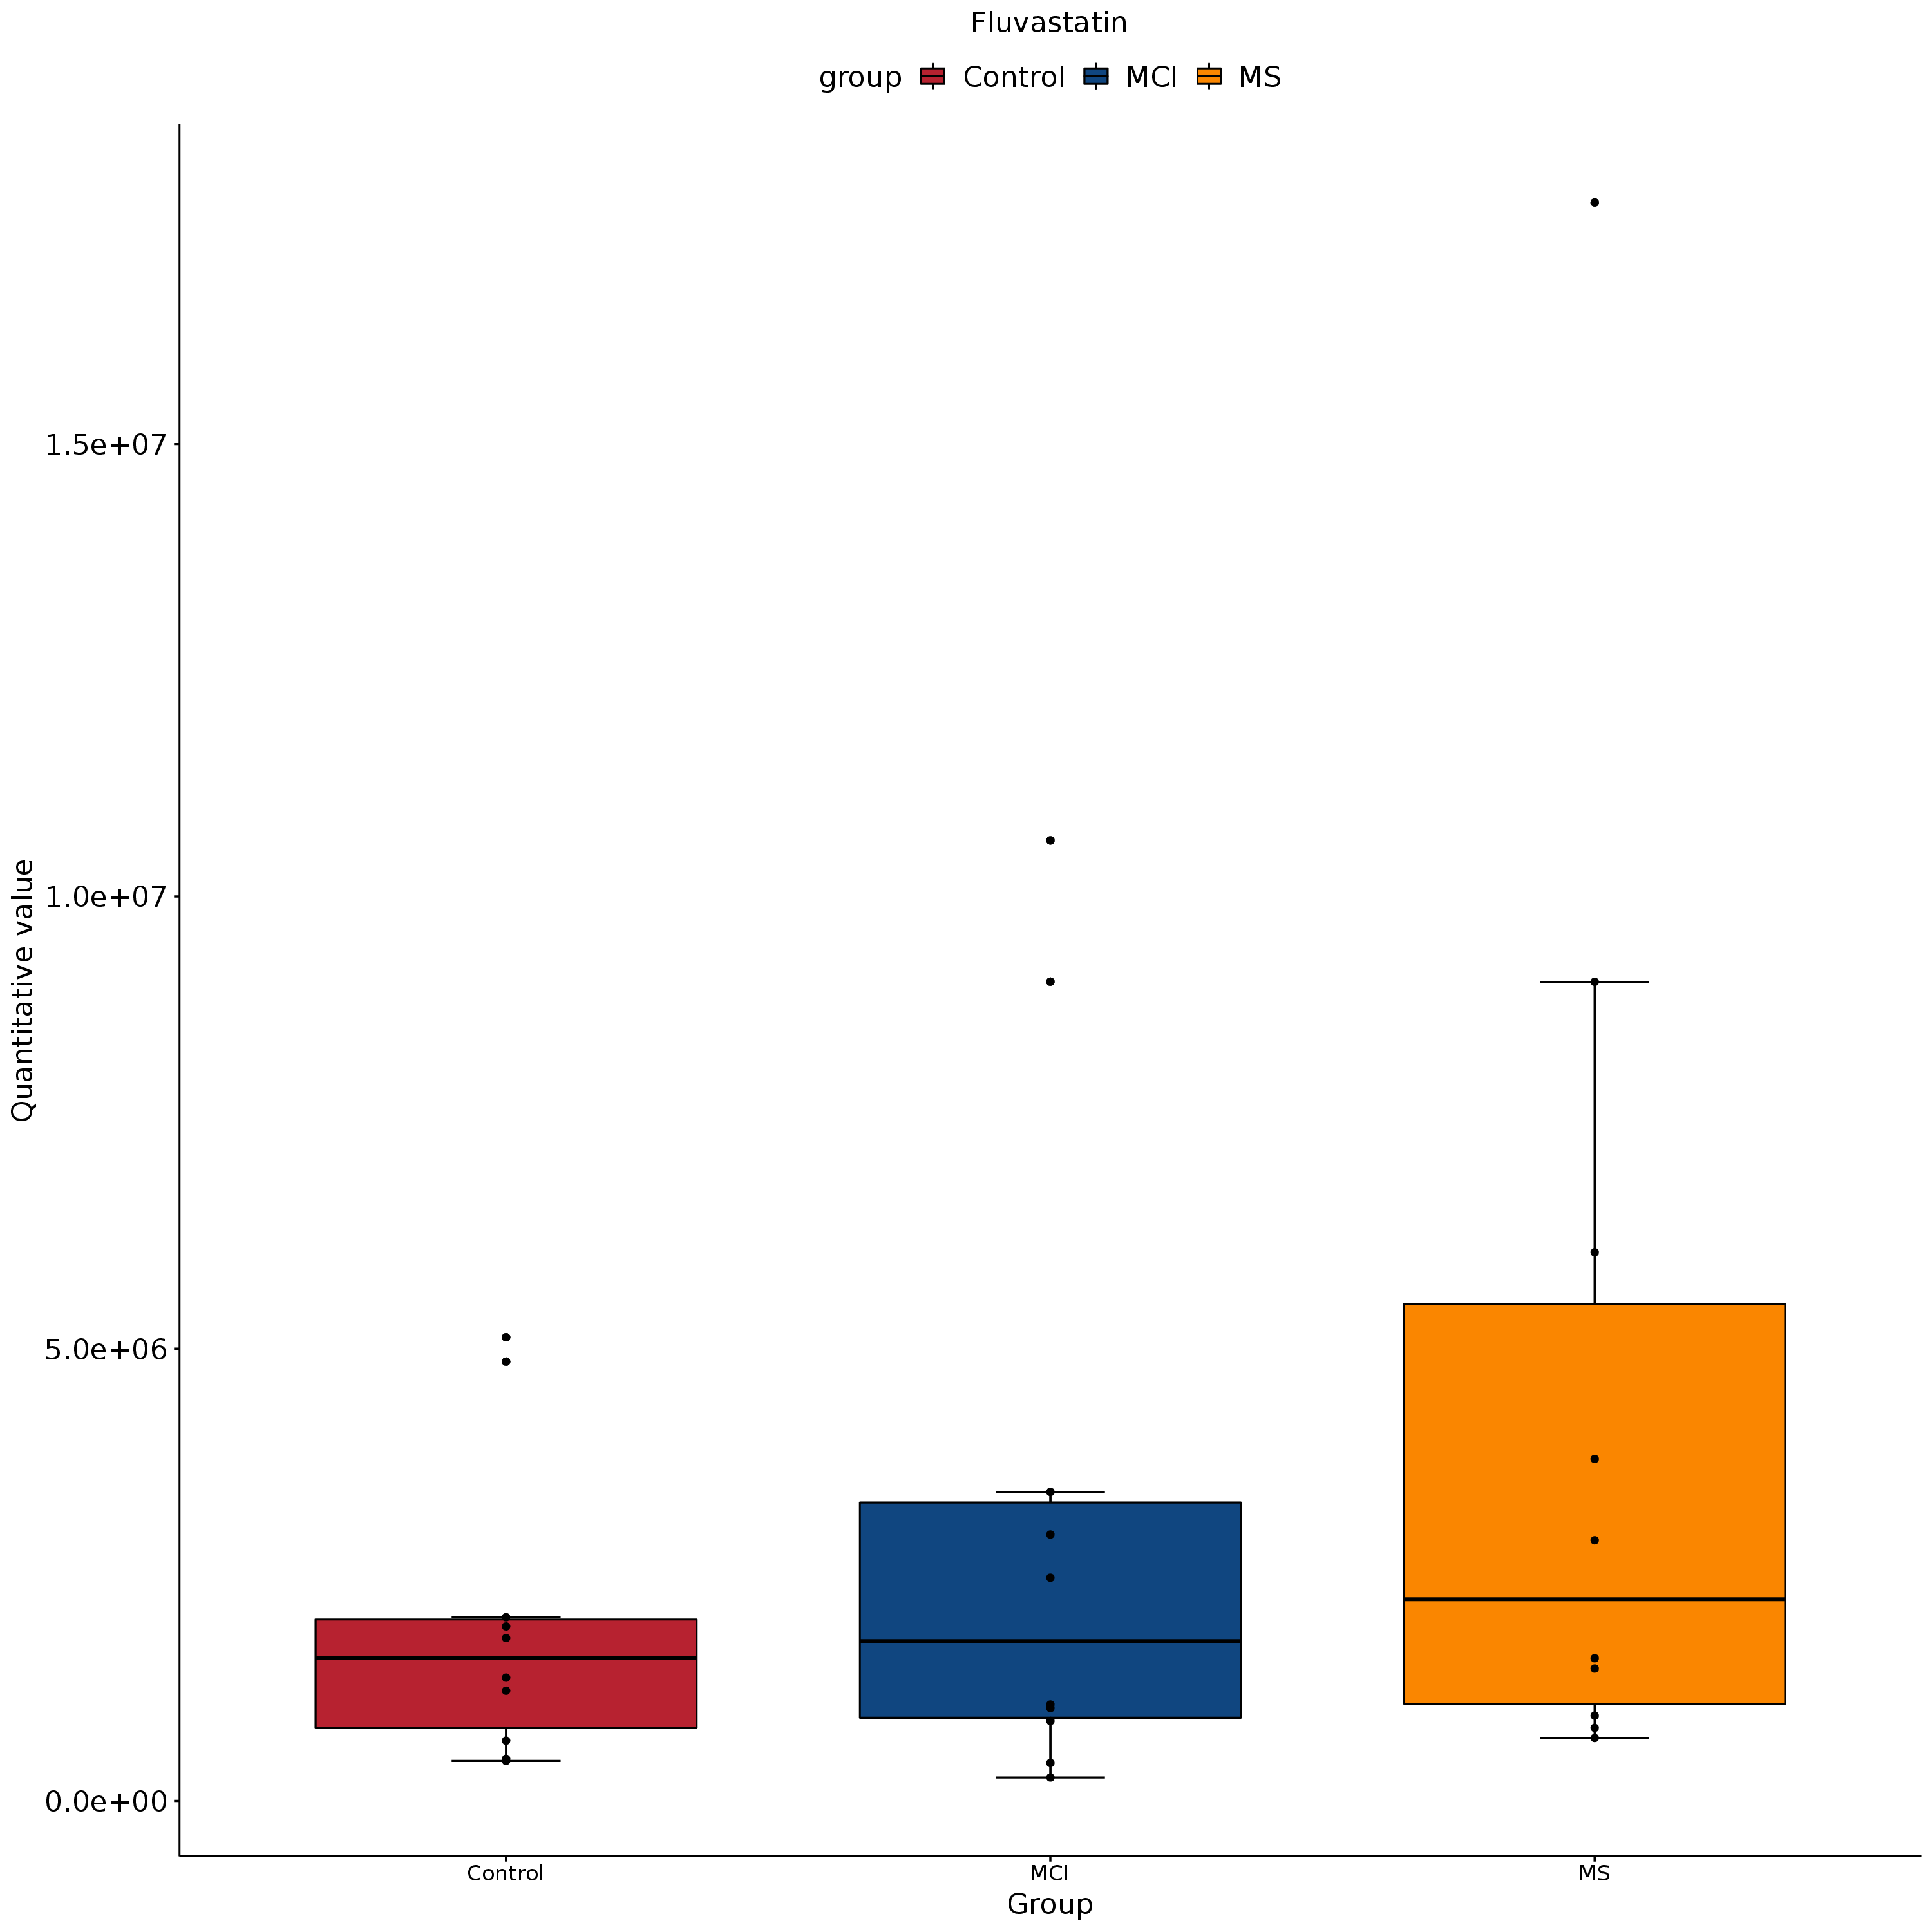 Fluvastatin
group Control MCI MS
Quantitative value
1.5e+07
1.0e+07
5.0e+06
0.0e+00
Control MCI MS
Group